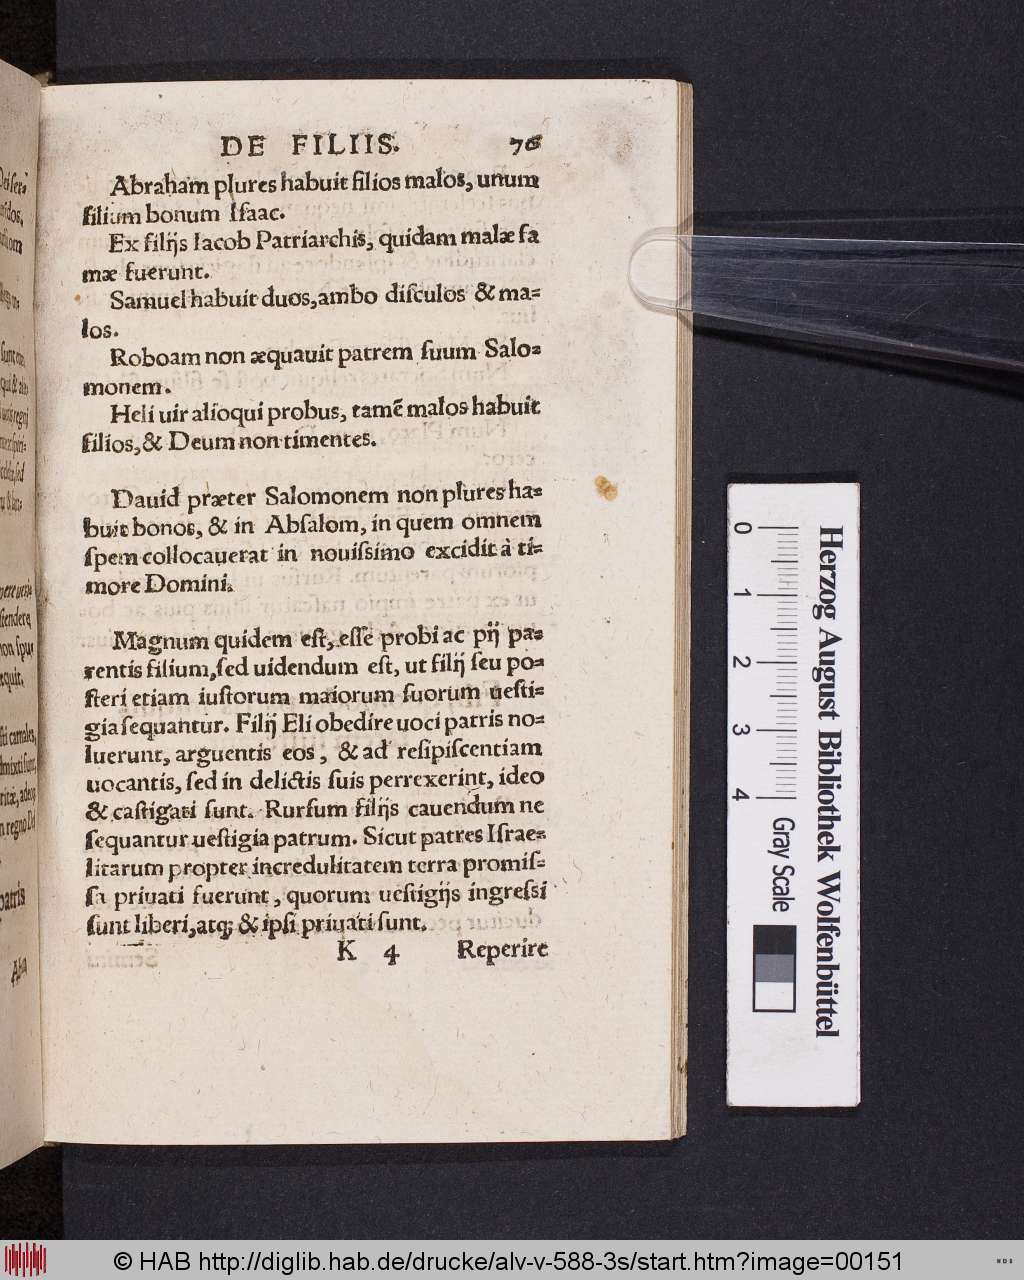 DE FILIIS. 76
Abraham plures habuit filios malos, unum
filium bonum Iſaac.
Ex filijs Iacob Patriarchis, quidam malæ fa
mæ fuerunt.
Samuel habuit duos, ambo diſculos & ma-
los.
Roboam non æquauit patrem ſuum Salo-
monem.
Heli uir alioqui probus, tamē malos habuit
filios, & Deum non timentes.
Dauid præter Salomonem non plures ha-
buit bonos, & in Abſalom, in quem omnem
ſpem collocauerat in nouiſsimo excidit à ti-
more Domini.
Magnum quidem eſt, eſſe probi ac pij pa-
rentis filium, ſed uidendum eſt, ut filij ſeu po-
ſteri etiam iuſtorum maiorum ſuorum ueſti-
gia ſequantur. Filij Eli obedire uoci patris no-
luerunt, arguentis eos, & ad reſipiſcentiam
uocantis, ſed in delictis ſuis perrexerint, ideo
& caſtigati ſunt. Rurſum filijs cauendum ne
ſequantur ueſtigia patrum. Sicut patres Iſrae-
litarum propter incredulitatem terra promiſ-
ſa priuati fuerunt, quorum ueſtigijs ingreſsi
ſunt liberi, atq; & ipſi priuati ſunt.
K 4 Reperire
patris
0 1 2 3 4 Gray Scale
Herzog August Bibliothek Wolfenbüttel
© HAB http://diglib.hab.de/drucke/alv-v-588-3s/start.htm?image=00151